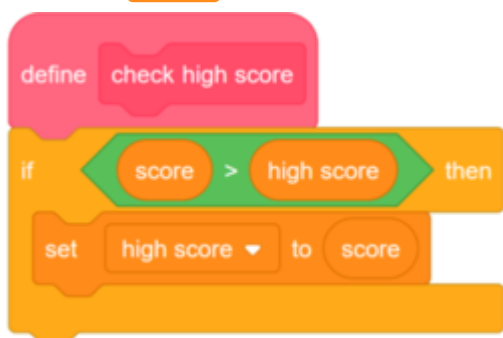 define check high score
if score > high score then
set high score to score